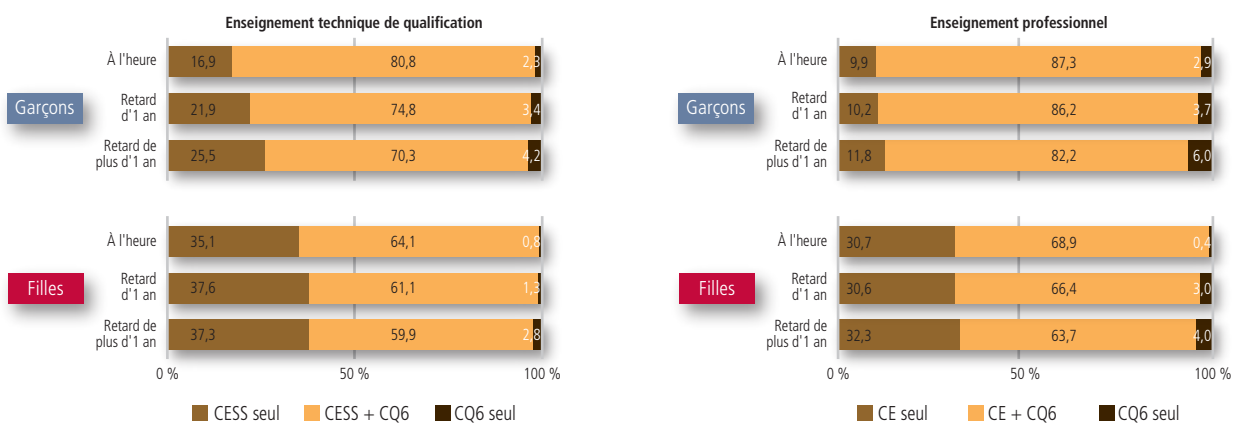 Enseignement technique de qualification
À l'heure
16,9 80,8 2,3
Garçons
Retard
d'1 an
21,9 74,8 3,4
Retard de
plus d'1 an
25,5 70,3 4,2
À l'heure
35,1 64,1 0,8
Filles
Retard
d'1 an
37,6 61,1 1,3
Retard de
plus d'1 an
37,3 59,9 2,8
0 % 50 % 100 %
CESS seul CESS + CQ6 CQ6 seul
Enseignement professionnel
À l'heure
9,9 87,3 2,9
Garçons
Retard
d'1 an
10,2 86,2 3,7
Retard de
plus d'1 an
11,8 82,2 6,0
À l'heure
30,7 68,9 0,4
Filles
Retard
d'1 an
30,6 66,4 3,0
Retard de
plus d'1 an
32,3 63,7 4,0
0 % 50 % 100 %
CE seul CE + CQ6 CQ6 seul